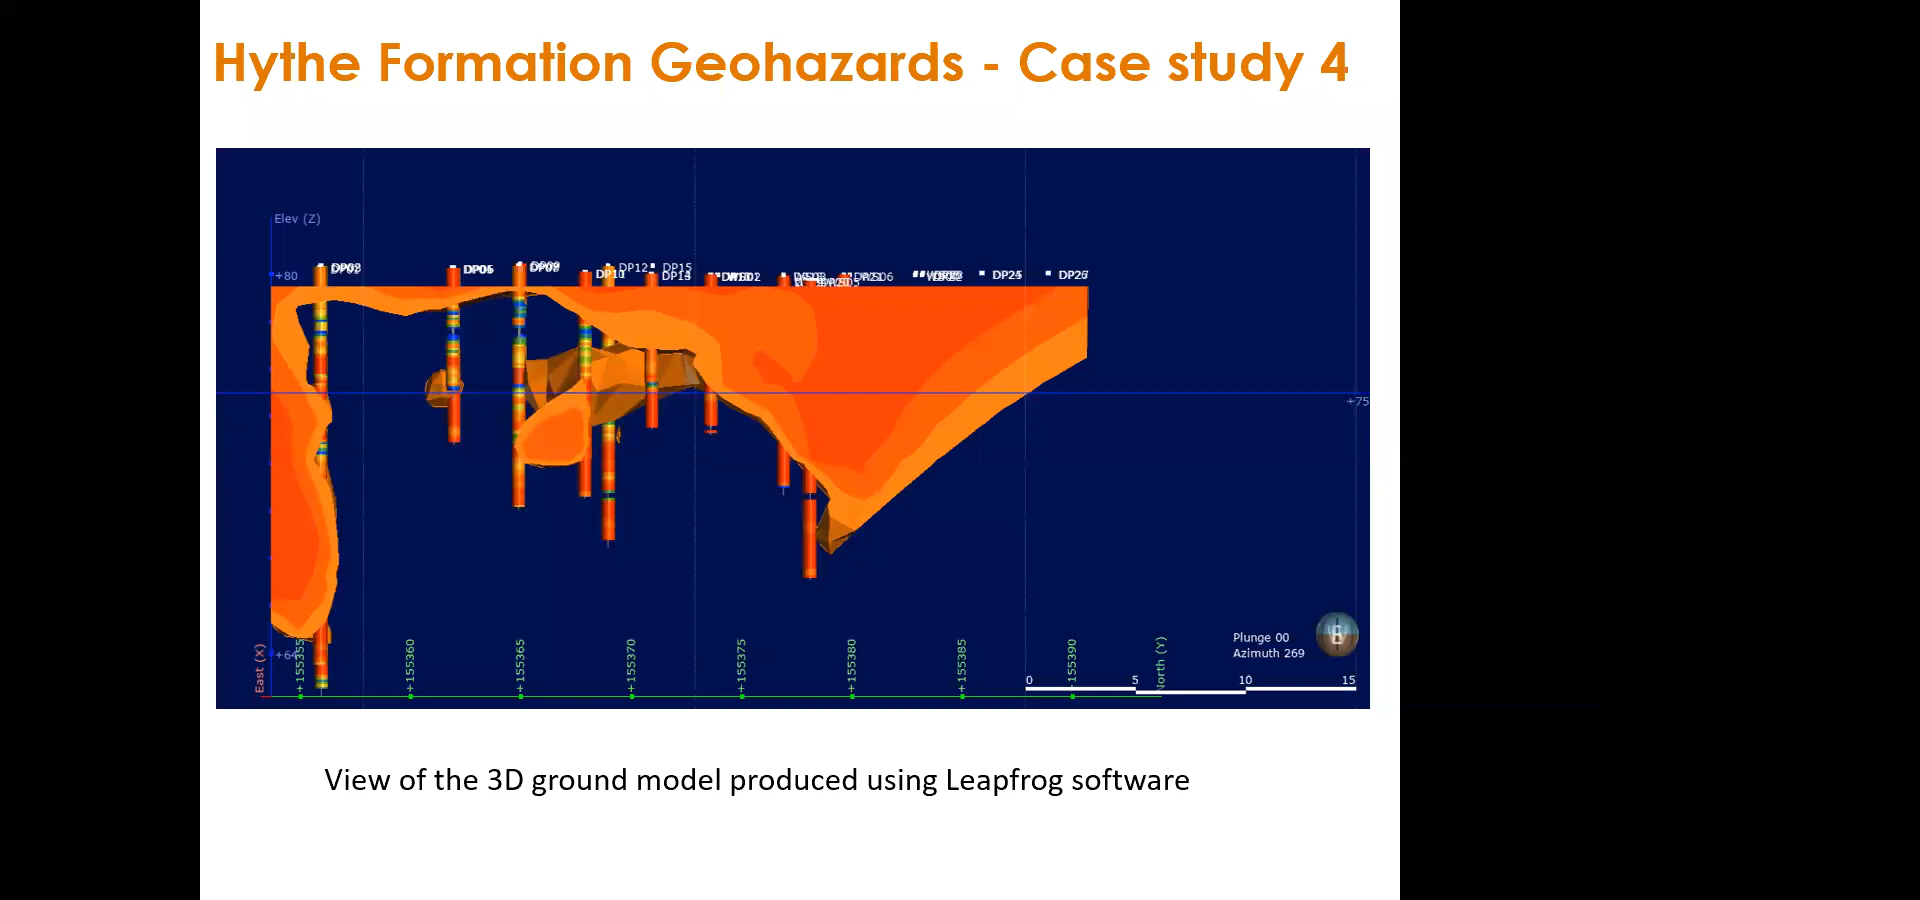 Hythe Formation Geohazards - Case study 4
Elev (Z)
+80
DP05
DP12
DP15
DP11
DP25
DP26
+75
East (X)
+155355
+155360
+155365
+155370
+155375
+155380
+155385
+155390
North (Y)
Plunge 00
Azimuth 269
0 5 10 15
View of the 3D ground model produced using Leapfrog software